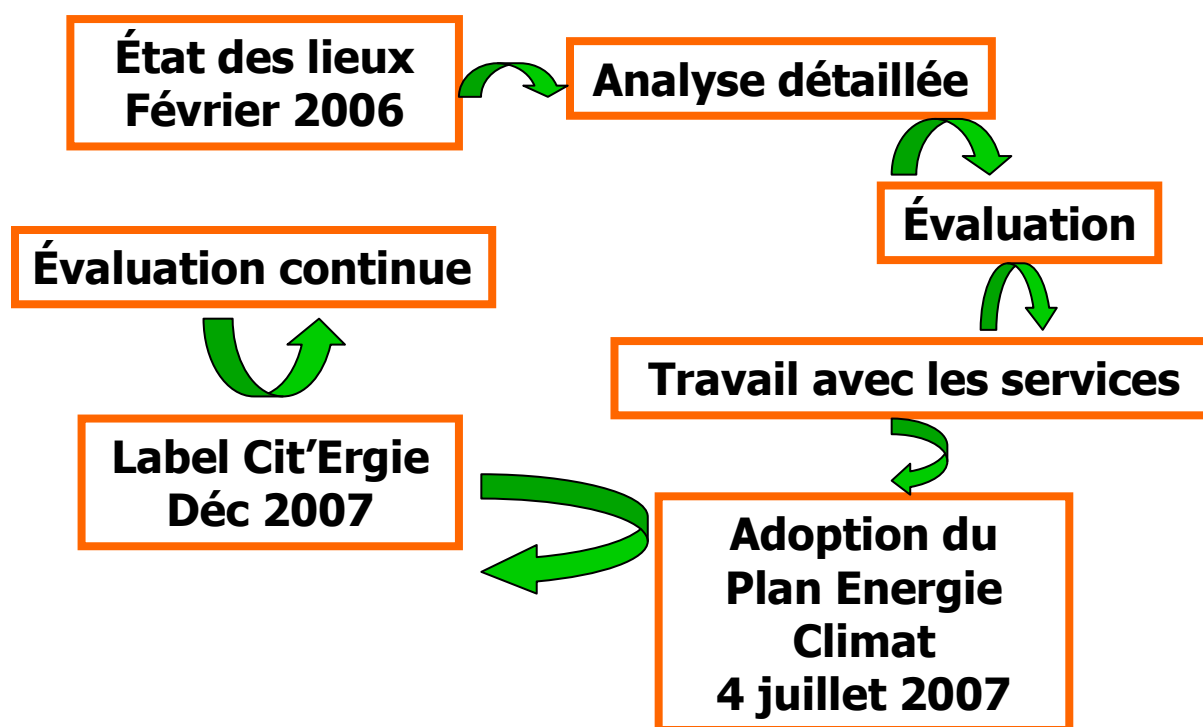 État des lieux
Février 2006
Analyse détaillée
Évaluation
Travail avec les services
Adoption du
Plan Energie
Climat
4 juillet 2007
Label Cit’Ergie
Déc 2007
Évaluation continue